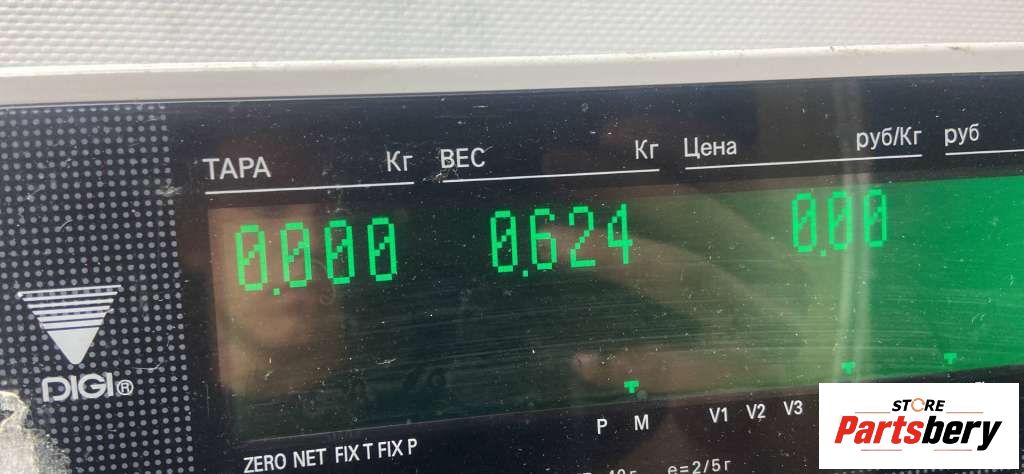 ТАРА Кг ВЕС Кг Цена руб/Кг руб
0.000 0.624 0.00
DIGI®
P M V1 V2 V3
ZERO NET FIX T FIX P
e=2/5г
STORE
Partsbery